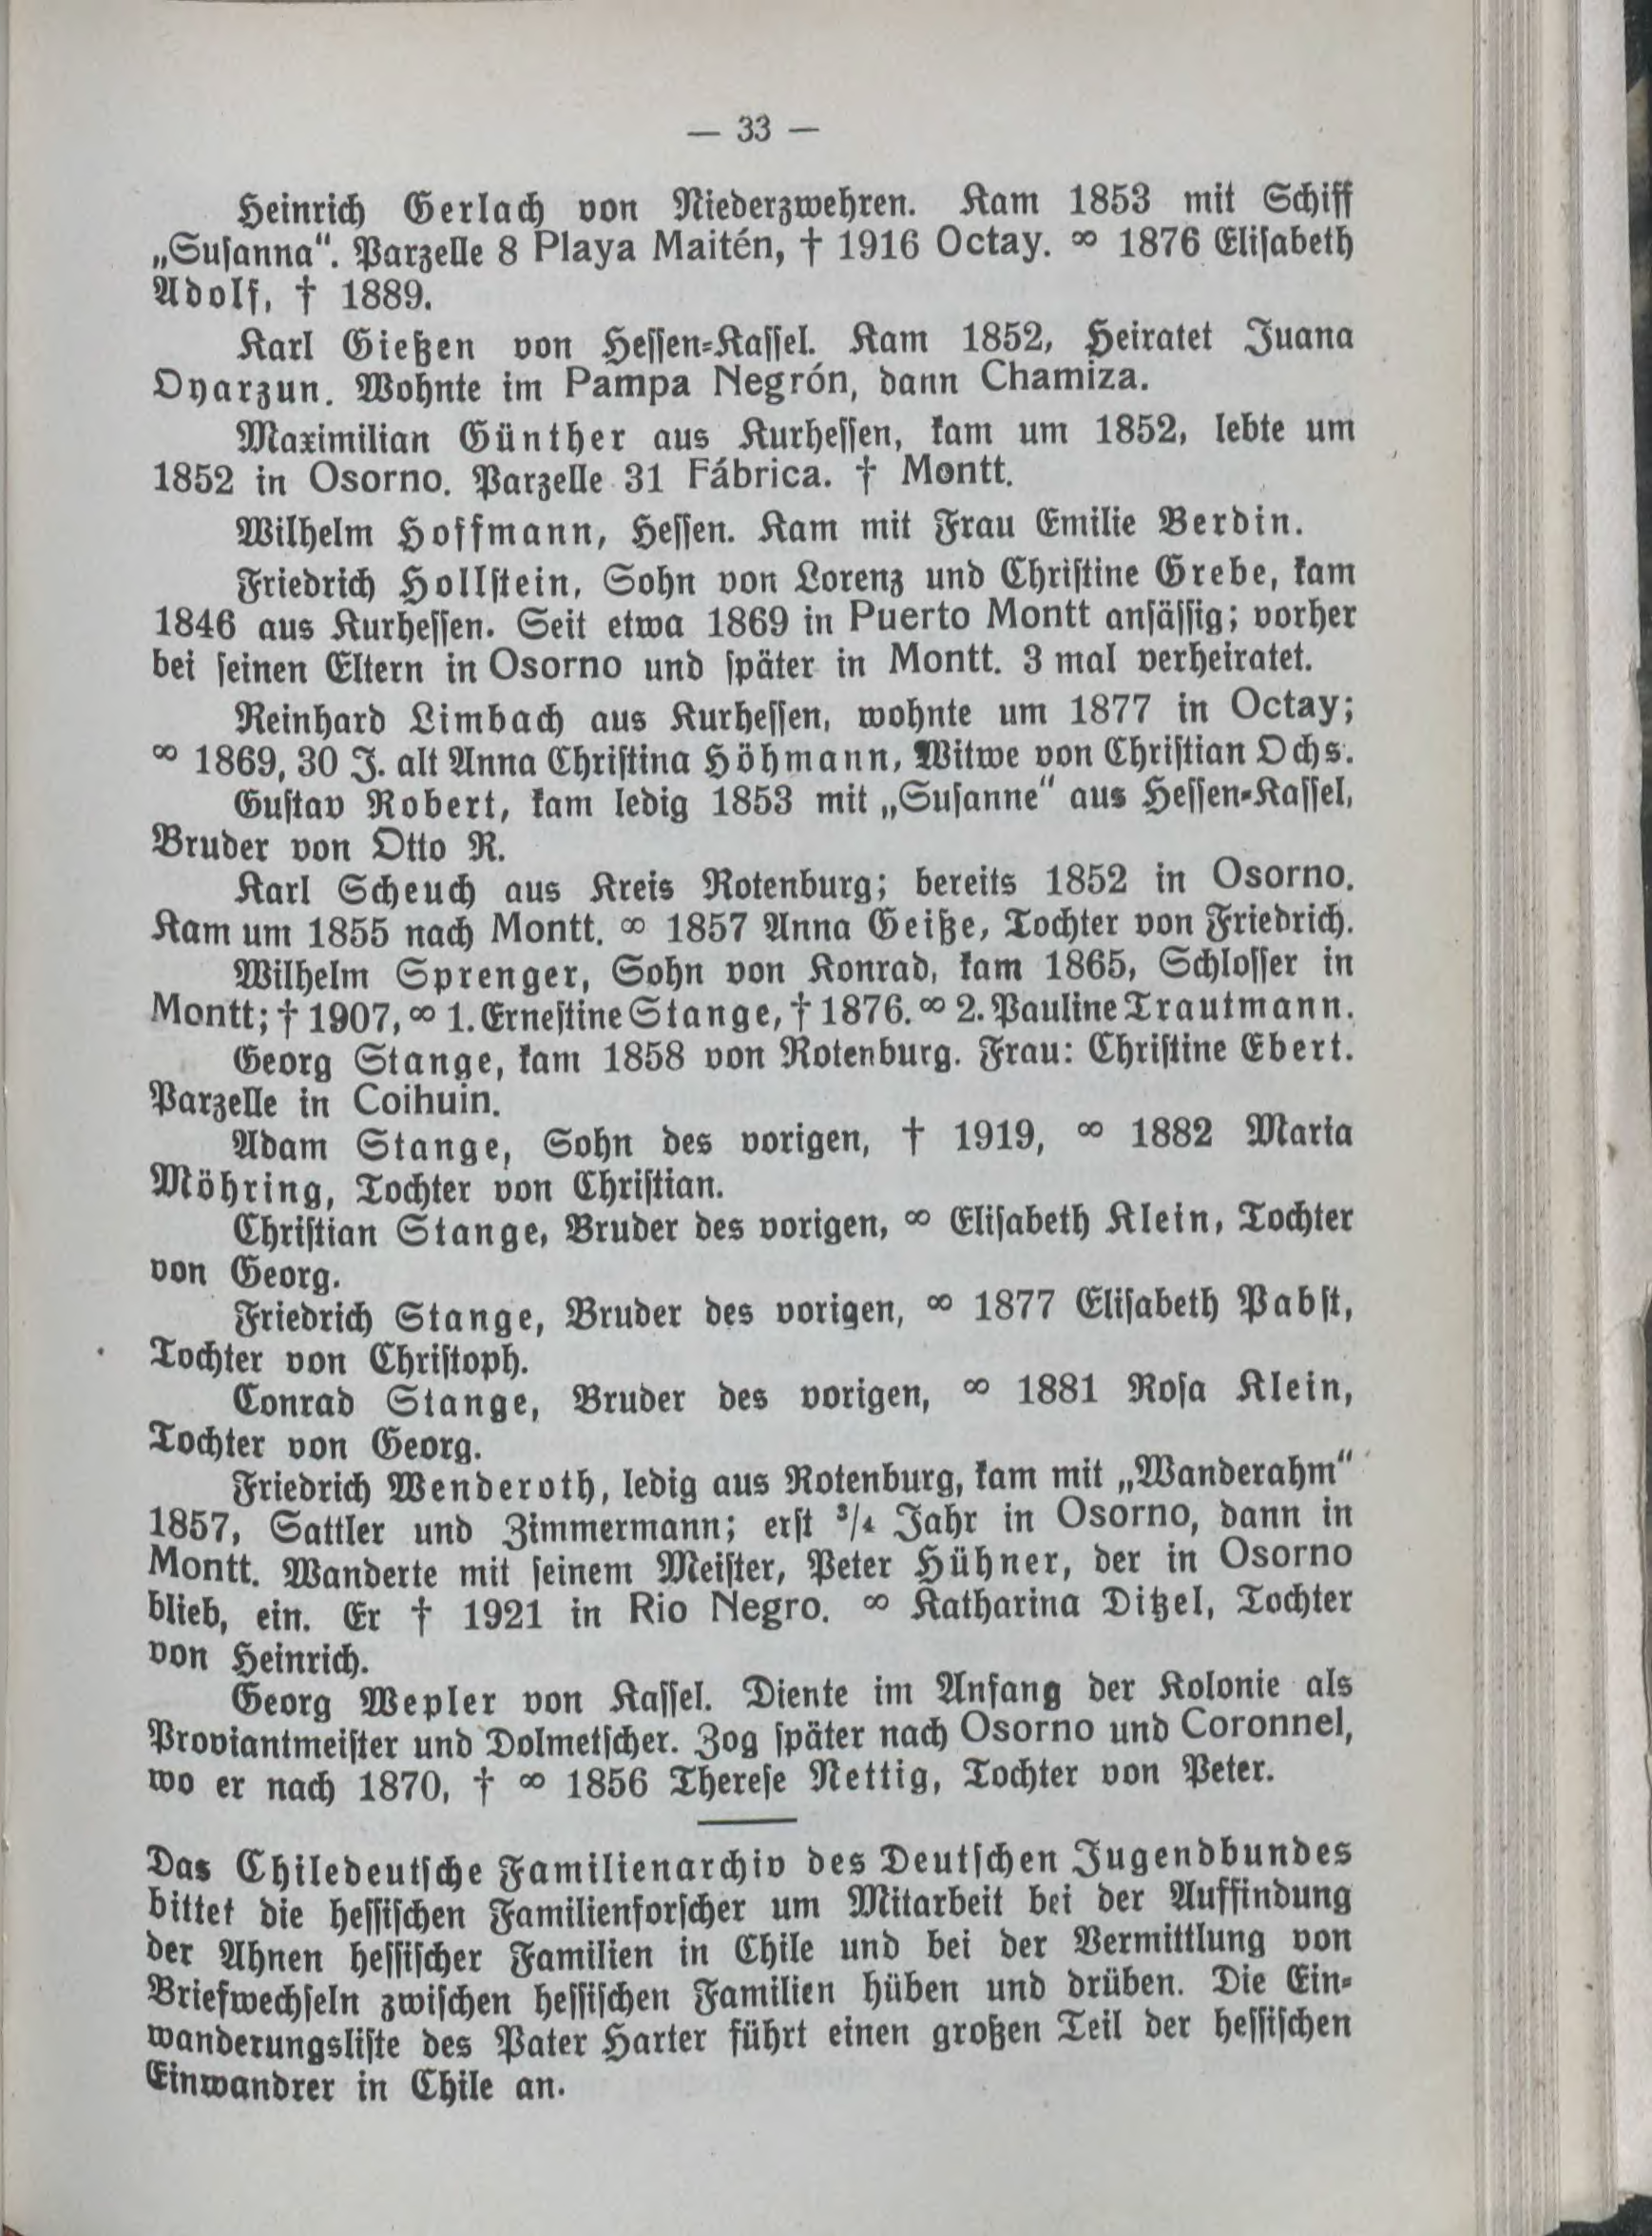 — 33 —
Heinrich Gerlach von Niederzwehren. Kam 1853 mit Schiff
„Susanna“. Parzelle 8 Playa Maitén, † 1916 Octay. ∞ 1876 Elisabeth
Adolf, † 1889.
Karl Gießen von Hessen-Kassel. Kam 1852, Heiratet Juana
Oyarzun. Wohnte im Pampa Negrón, dann Chamiza.
Maximilian Günther aus Kurhessen, kam um 1852, lebte um
1852 in Osorno. Parzelle 31 Fábrica. † Montt.
Wilhelm Hoffmann, Hessen. Kam mit Frau Emilie Berdin.
Friedrich Hollstein, Sohn von Lorenz und Christine Grebe, kam
1846 aus Kurhessen. Seit etwa 1869 in Puerto Montt ansässig; vorher
bei seinen Eltern in Osorno und später in Montt. 3 mal verheiratet.
Reinhard Limbach aus Kurhessen, wohnte um 1877 in Octay;
∞ 1869, 30 J. alt Anna Christina Höhmann, Witwe von Christian Ochs.
Gustav Robert, kam ledig 1853 mit „Susanne“ aus Hessen-Kassel,
Bruder von Otto R.
Karl Scheuch aus Kreis Rotenburg; bereits 1852 in Osorno.
Kam um 1855 nach Montt. ∞ 1857 Anna Geiße, Tochter von Friedrich.
Wilhelm Sprenger, Sohn von Konrad, kam 1865, Schlosser in
Montt; † 1907, ∞ 1. Ernestine Stange, † 1876. ∞ 2. Pauline Trautmann.
Georg Stange, kam 1858 von Rotenburg. Frau: Christine Ebert.
Parzelle in Coihuin.
Adam Stange, Sohn des vorigen, † 1919, ∞ 1882 Maria
Möhring, Tochter von Christian.
Christian Stange, Bruder des vorigen, ∞ Elisabeth Klein, Tochter
von Georg.
Friedrich Stange, Bruder des vorigen, ∞ 1877 Elisabeth Pabst,
Tochter von Christoph.
Conrad Stange, Bruder des vorigen, ∞ 1881 Rosa Klein,
Tochter von Georg.
Friedrich Wenderoth, ledig aus Rotenburg, kam mit „Wanderahm“
1857, Sattler und Zimmermann; erst ¾ Jahr in Osorno, dann in
Montt. Wanderte mit seinem Meister, Peter Hühner, der in Osorno
blieb, ein. Er † 1921 in Rio Negro. ∞ Katharina Ditzel, Tochter
von Heinrich.
Georg Wepler von Kassel. Diente im Anfang der Kolonie als
Proviantmeister und Dolmetscher. Zog später nach Osorno und Coronnel,
wo er nach 1870, † ∞ 1856 Therese Nettig, Tochter von Peter.
Das Chiledeutsche Familienarchiv des Deutschen Jugendbundes
bittet die hessischen Familienforscher um Mitarbeit bei der Auffindung
der Ahnen hessischer Familien in Chile und bei der Vermittlung von
Briefwechseln zwischen hessischen Familien hüben und drüben. Die Ein-
wanderungsliste des Pater Harter führt einen großen Teil der hessischen
Einwandrer in Chile an.